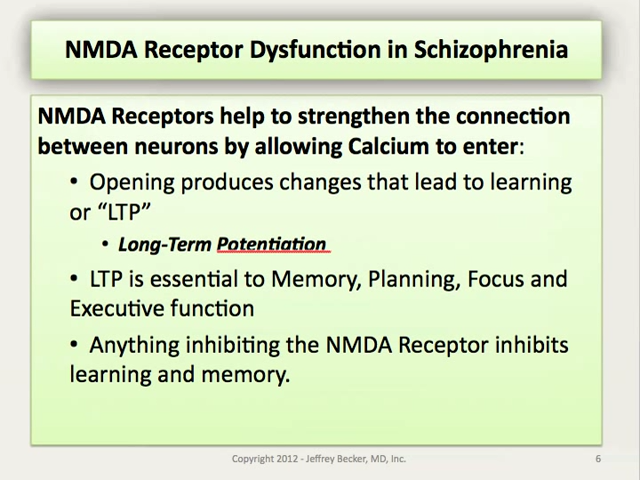 NMDA Receptor Dysfunction in Schizophrenia
NMDA Receptors help to strengthen the connection
between neurons by allowing Calcium to enter:
• Opening produces changes that lead to learning
or “LTP”
• Long-Term Potentiation
• LTP is essential to Memory, Planning, Focus and
Executive function
• Anything inhibiting the NMDA Receptor inhibits
learning and memory.
Copyright 2012 - Jeffrey Becker, MD, Inc.
6